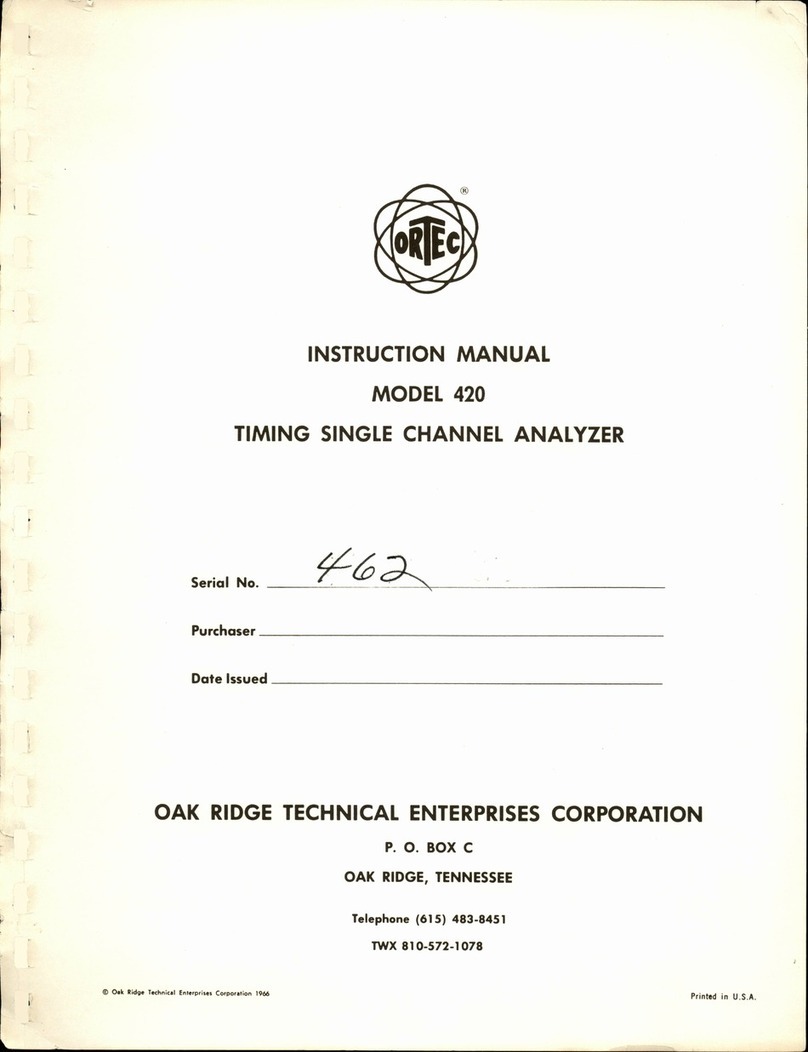 ORTEC ®
INSTRUCTION MANUAL
MODEL 420
TIMING SINGLE CHANNEL ANALYZER
Serial No. 462
Purchaser
Date Issued
OAK RIDGE TECHNICAL ENTERPRISES CORPORATION
P. O. BOX C
OAK RIDGE, TENNESSEE
Telephone (615) 483-8451
TWX 810-572-1078
© Oak Ridge Technical Enterprises Corporation 1966
Printed in U.S.A.